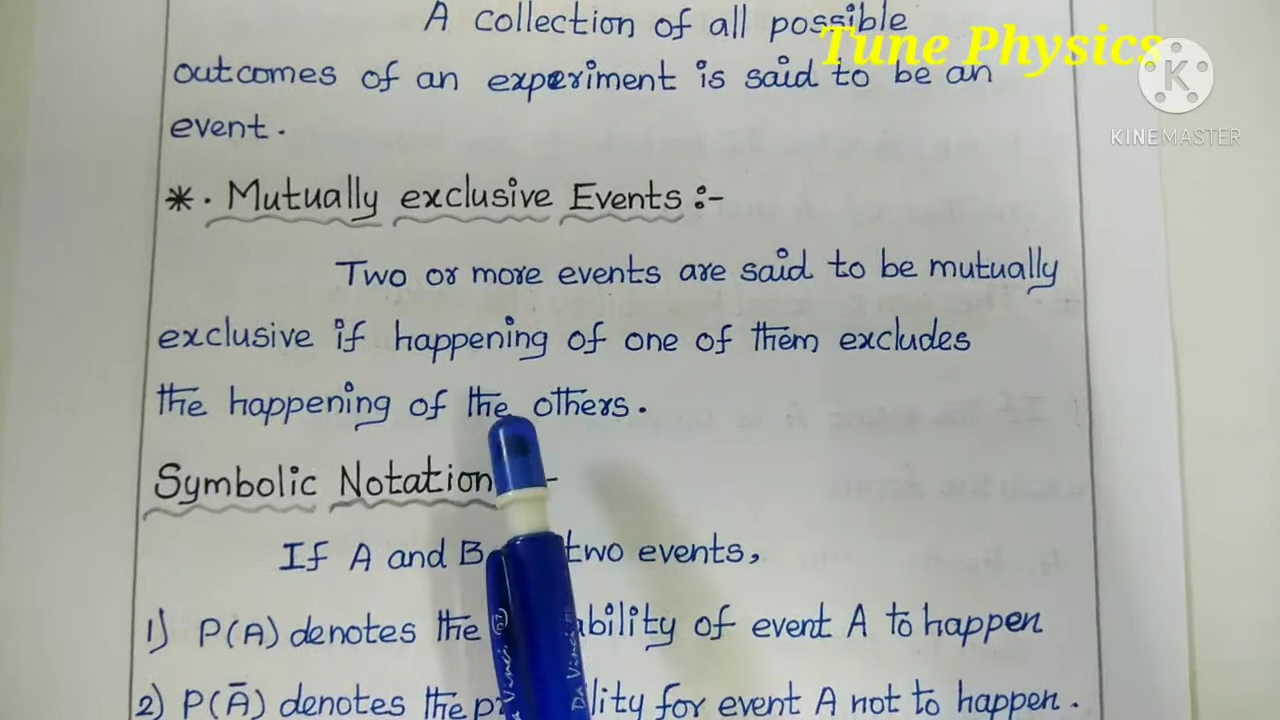 A collection of all possible
Tune Physics
outcomes of an experiment is said to be an
KINEMASTER
event.
*. Mutually exclusive Events :-
Two or more events are said to be mutually
exclusive if happening of one of them excludes
the happening of the others.
Symbolic Notation -
If A and B two events,
1) P(A) denotes the ability of event A to happen
2) P(Ā) denotes the p lity for event A not to happen.
Da Vinci